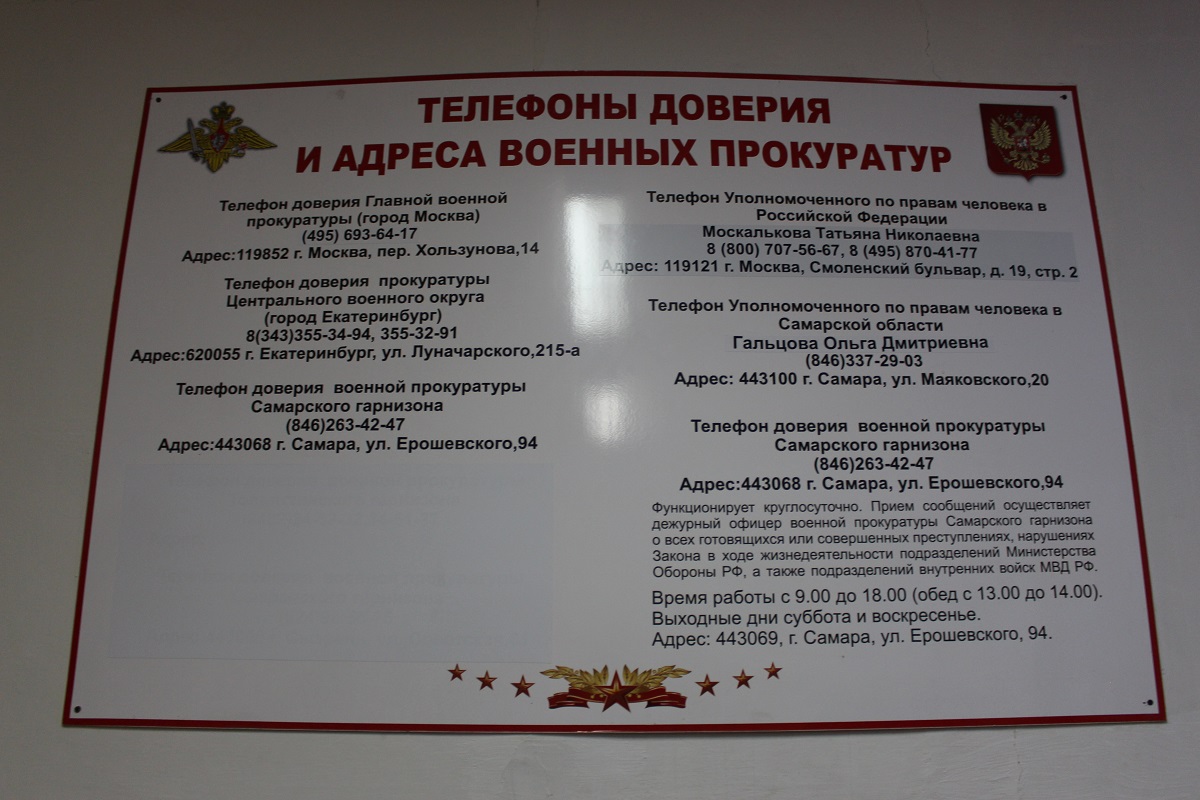 ТЕЛЕФОНЫ ДОВЕРИЯ
И АДРЕСА ВОЕННЫХ ПРОКУРАТУР
Телефон доверия Главной военной
прокуратуры (город Москва)
(495) 693-64-17
Адрес:119852 г. Москва, пер. Хользунова,14
Телефон доверия прокуратуры
Центрального военного округа
(город Екатеринбург)
8(343)355-34-94, 355-32-91
Адрес:620055 г. Екатеринбург, ул. Луначарского,215-а
Телефон доверия военной прокуратуры
Самарского гарнизона
(846)263-42-47
Адрес:443068 г. Самара, ул. Ерошевского,94
Телефон Уполномоченного по правам человека в
Российской Федерации
Москалькова Татьяна Николаевна
8 (800) 707-56-67, 8 (495) 870-41-77
Адрес: 119121 г. Москва, Смоленский бульвар, д. 19, стр. 2
Телефон Уполномоченного по правам человека в
Самарской области
Гальцова Ольга Дмитриевна
(846)337-29-03
Адрес: 443100 г. Самара, ул. Маяковского,20
Телефон доверия военной прокуратуры
Самарского гарнизона
(846)263-42-47
Адрес:443068 г. Самара, ул. Ерошевского,94
Функционирует круглосуточно. Прием сообщений осуществляет
дежурный офицер военной прокуратуры Самарского гарнизона
о всех готовящихся или совершенных преступлениях, нарушениях
Закона в ходе жизнедеятельности подразделений Министерства
Обороны РФ, а также подразделений внутренних войск МВД РФ.
Время работы с 9.00 до 18.00 (обед с 13.00 до 14.00).
Выходные дни суббота и воскресенье.
Адрес: 443069, г. Самара, ул. Ерошевского, 94.